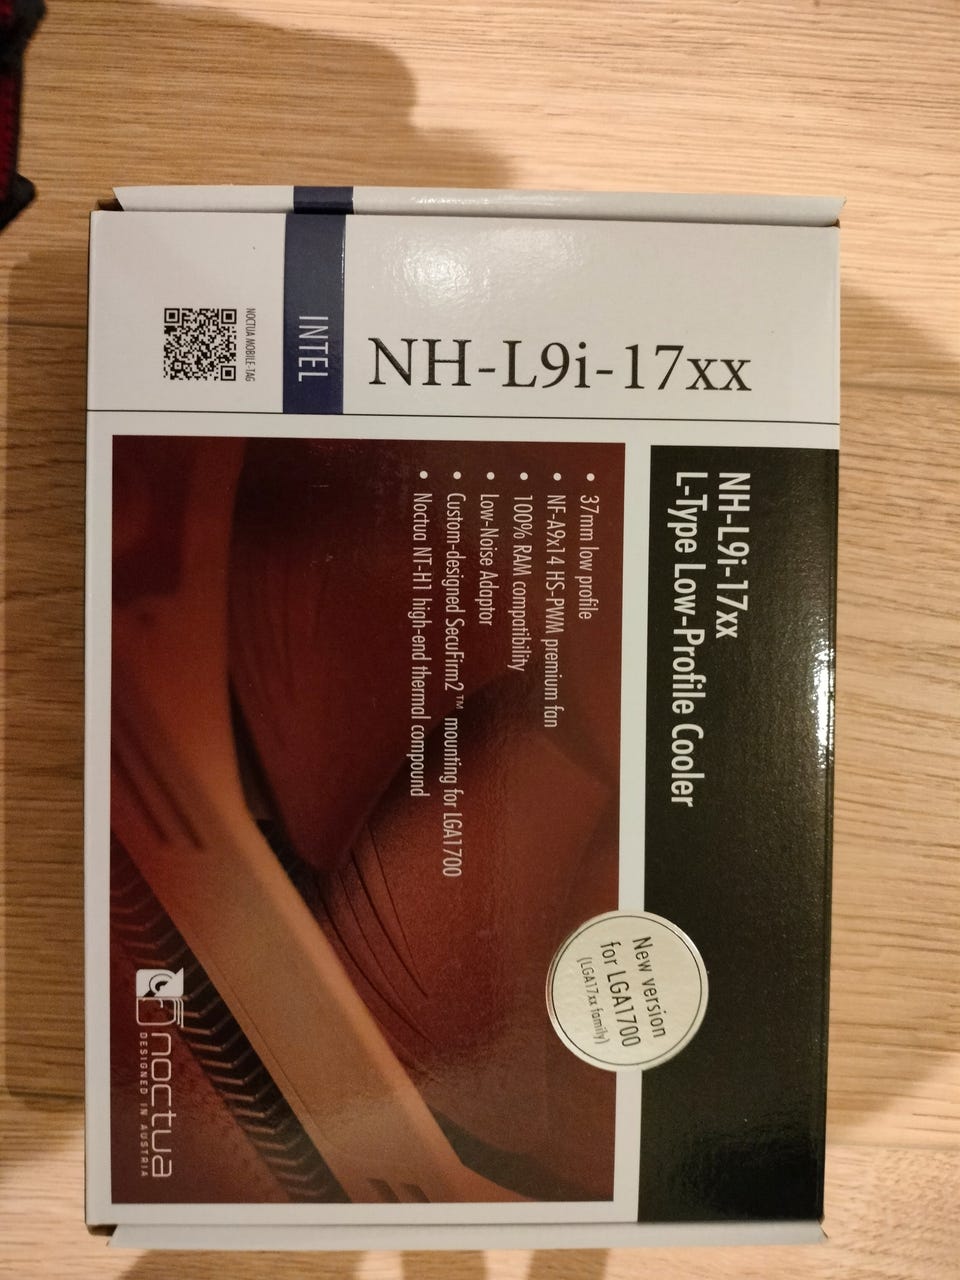 NH-L9i-17xx
INTEL
NOCTUA MOBILE-TAG
NH-L9i-17xx
L-Type Low-Profile Cooler
• 37mm low profile
• NF-A9x14 HS-PWM premium fan
• 100% RAM compatibility
• Low-Noise Adaptor
• Custom-designed SecuFirm2™ mounting for LGA1700
• Noctua NT-H1 high-end thermal compound
New version
for LGA1700
(LGA17xx family)
noctua
DESIGNED IN AUSTRIA